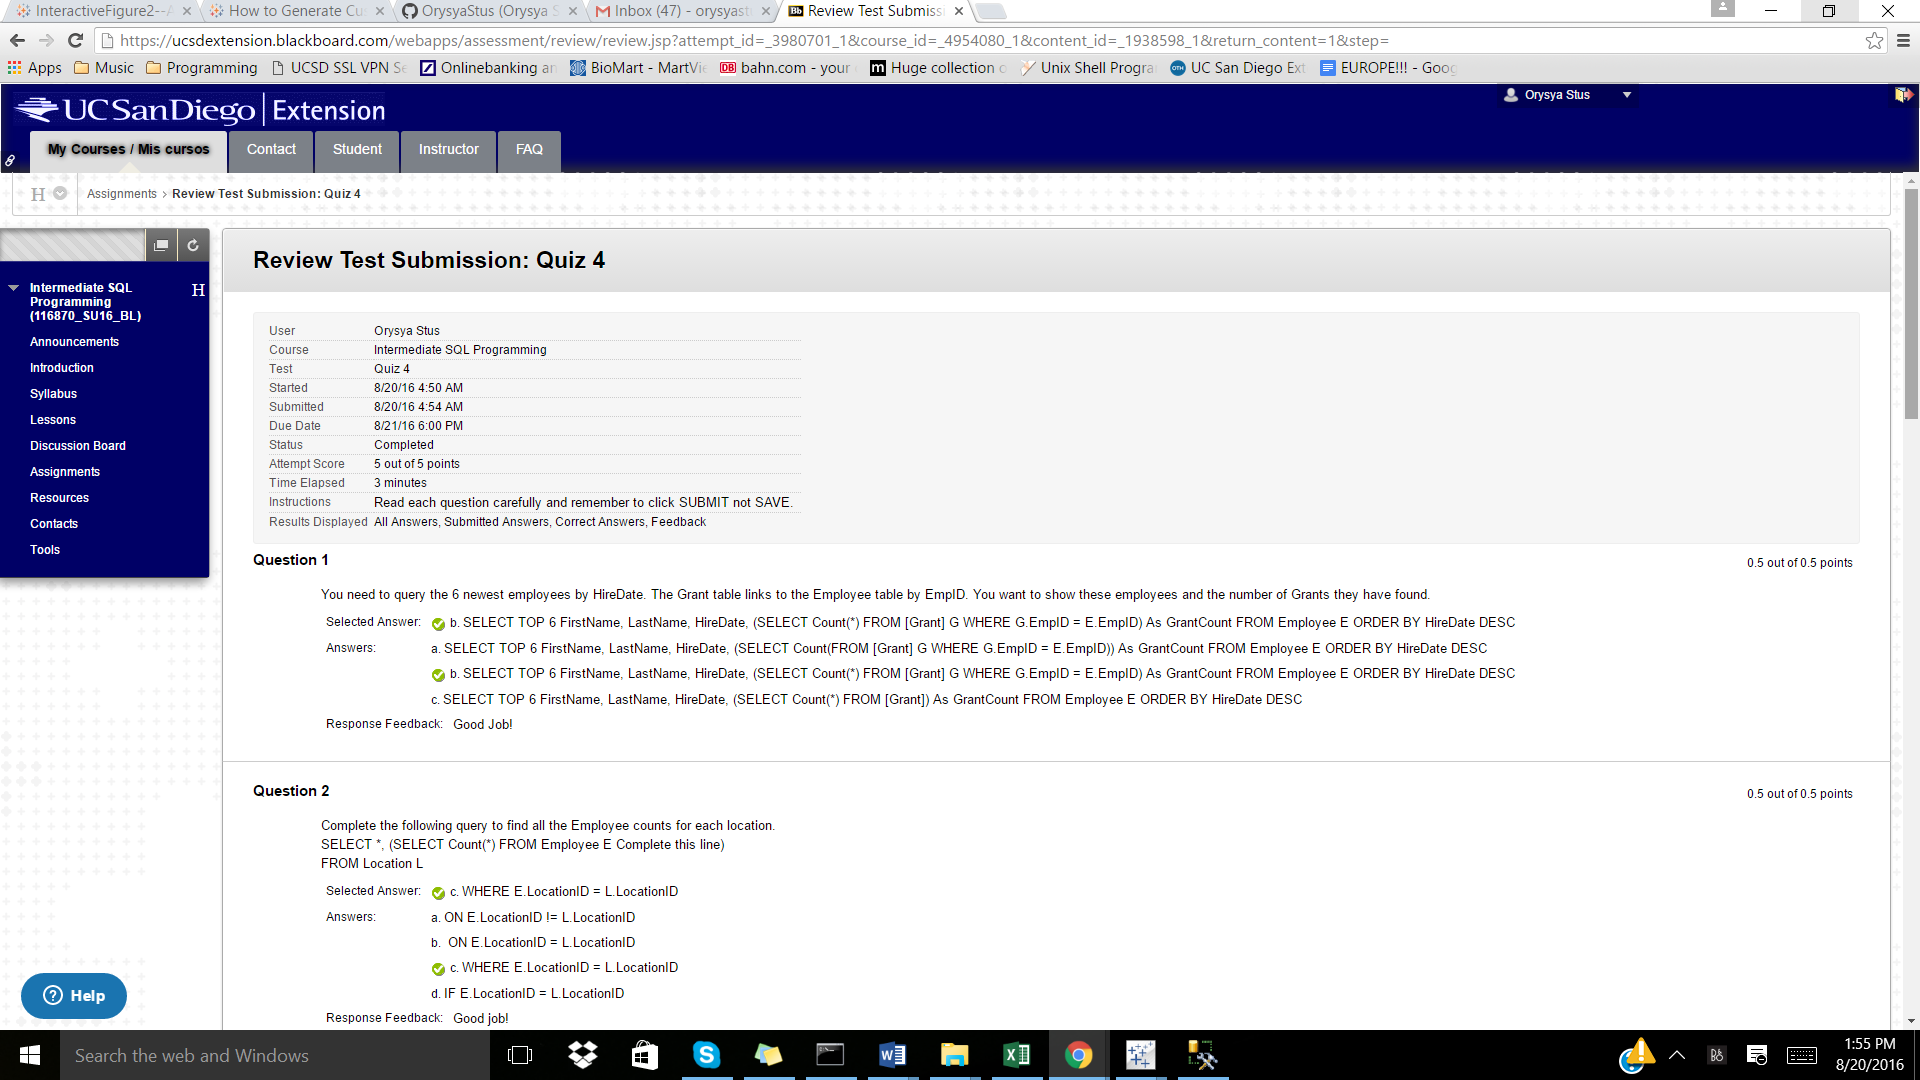 InteractiveFigure2--A
How to Generate Cus
OrysyaStus (Orysya S
Inbox (47) - orysyast
Review Test Submiss
https://ucsdextension.blackboard.com/webapps/assessment/review/review.jsp?attempt_id=_3980701_1&course_id=_4954080_1&content_id=_1938598_1&return_content=1&step=
Apps Music Programming UCSD SSL VPN Se Onlinebanking an BioMart - MartVi bahn.com - your Huge collection o Unix Shell Progra UC San Diego Ext EUROPE!!! - Goog
UC San Diego Extension
Orysya Stus
My Courses / Mis cursos Contact Student Instructor FAQ
H Assignments > Review Test Submission: Quiz 4
Intermediate SQL
Programming
(116870_SU16_BL)
H
Announcements
Introduction
Syllabus
Lessons
Discussion Board
Assignments
Resources
Contacts
Tools
Review Test Submission: Quiz 4
User Orysya Stus
Course Intermediate SQL Programming
Test Quiz 4
Started 8/20/16 4:50 AM
Submitted 8/20/16 4:54 AM
Due Date 8/21/16 6:00 PM
Status Completed
Attempt Score 5 out of 5 points
Time Elapsed 3 minutes
Instructions Read each question carefully and remember to click SUBMIT not SAVE.
Results Displayed All Answers, Submitted Answers, Correct Answers, Feedback
Question 1 0.5 out of 0.5 points
You need to query the 6 newest employees by HireDate. The Grant table links to the Employee table by EmpID. You want to show these employees and the number of Grants they have found.
Selected Answer: b. SELECT TOP 6 FirstName, LastName, HireDate, (SELECT Count(*) FROM [Grant] G WHERE G.EmpID = E.EmpID) As GrantCount FROM Employee E ORDER BY HireDate DESC
Answers: a. SELECT TOP 6 FirstName, LastName, HireDate, (SELECT Count(FROM [Grant] G WHERE G.EmpID = E.EmpID)) As GrantCount FROM Employee E ORDER BY HireDate DESC
b. SELECT TOP 6 FirstName, LastName, HireDate, (SELECT Count(*) FROM [Grant] G WHERE G.EmpID = E.EmpID) As GrantCount FROM Employee E ORDER BY HireDate DESC
c. SELECT TOP 6 FirstName, LastName, HireDate, (SELECT Count(*) FROM [Grant]) As GrantCount FROM Employee E ORDER BY HireDate DESC
Response Feedback: Good Job!
Question 2 0.5 out of 0.5 points
Complete the following query to find all the Employee counts for each location.
SELECT *, (SELECT Count(*) FROM Employee E Complete this line)
FROM Location L
Selected Answer: c. WHERE E.LocationID = L.LocationID
Answers: a. ON E.LocationID != L.LocationID
b. ON E.LocationID = L.LocationID
c. WHERE E.LocationID = L.LocationID
d. IF E.LocationID = L.LocationID
Response Feedback: Good job!
Help
Search the web and Windows
1:55 PM
8/20/2016